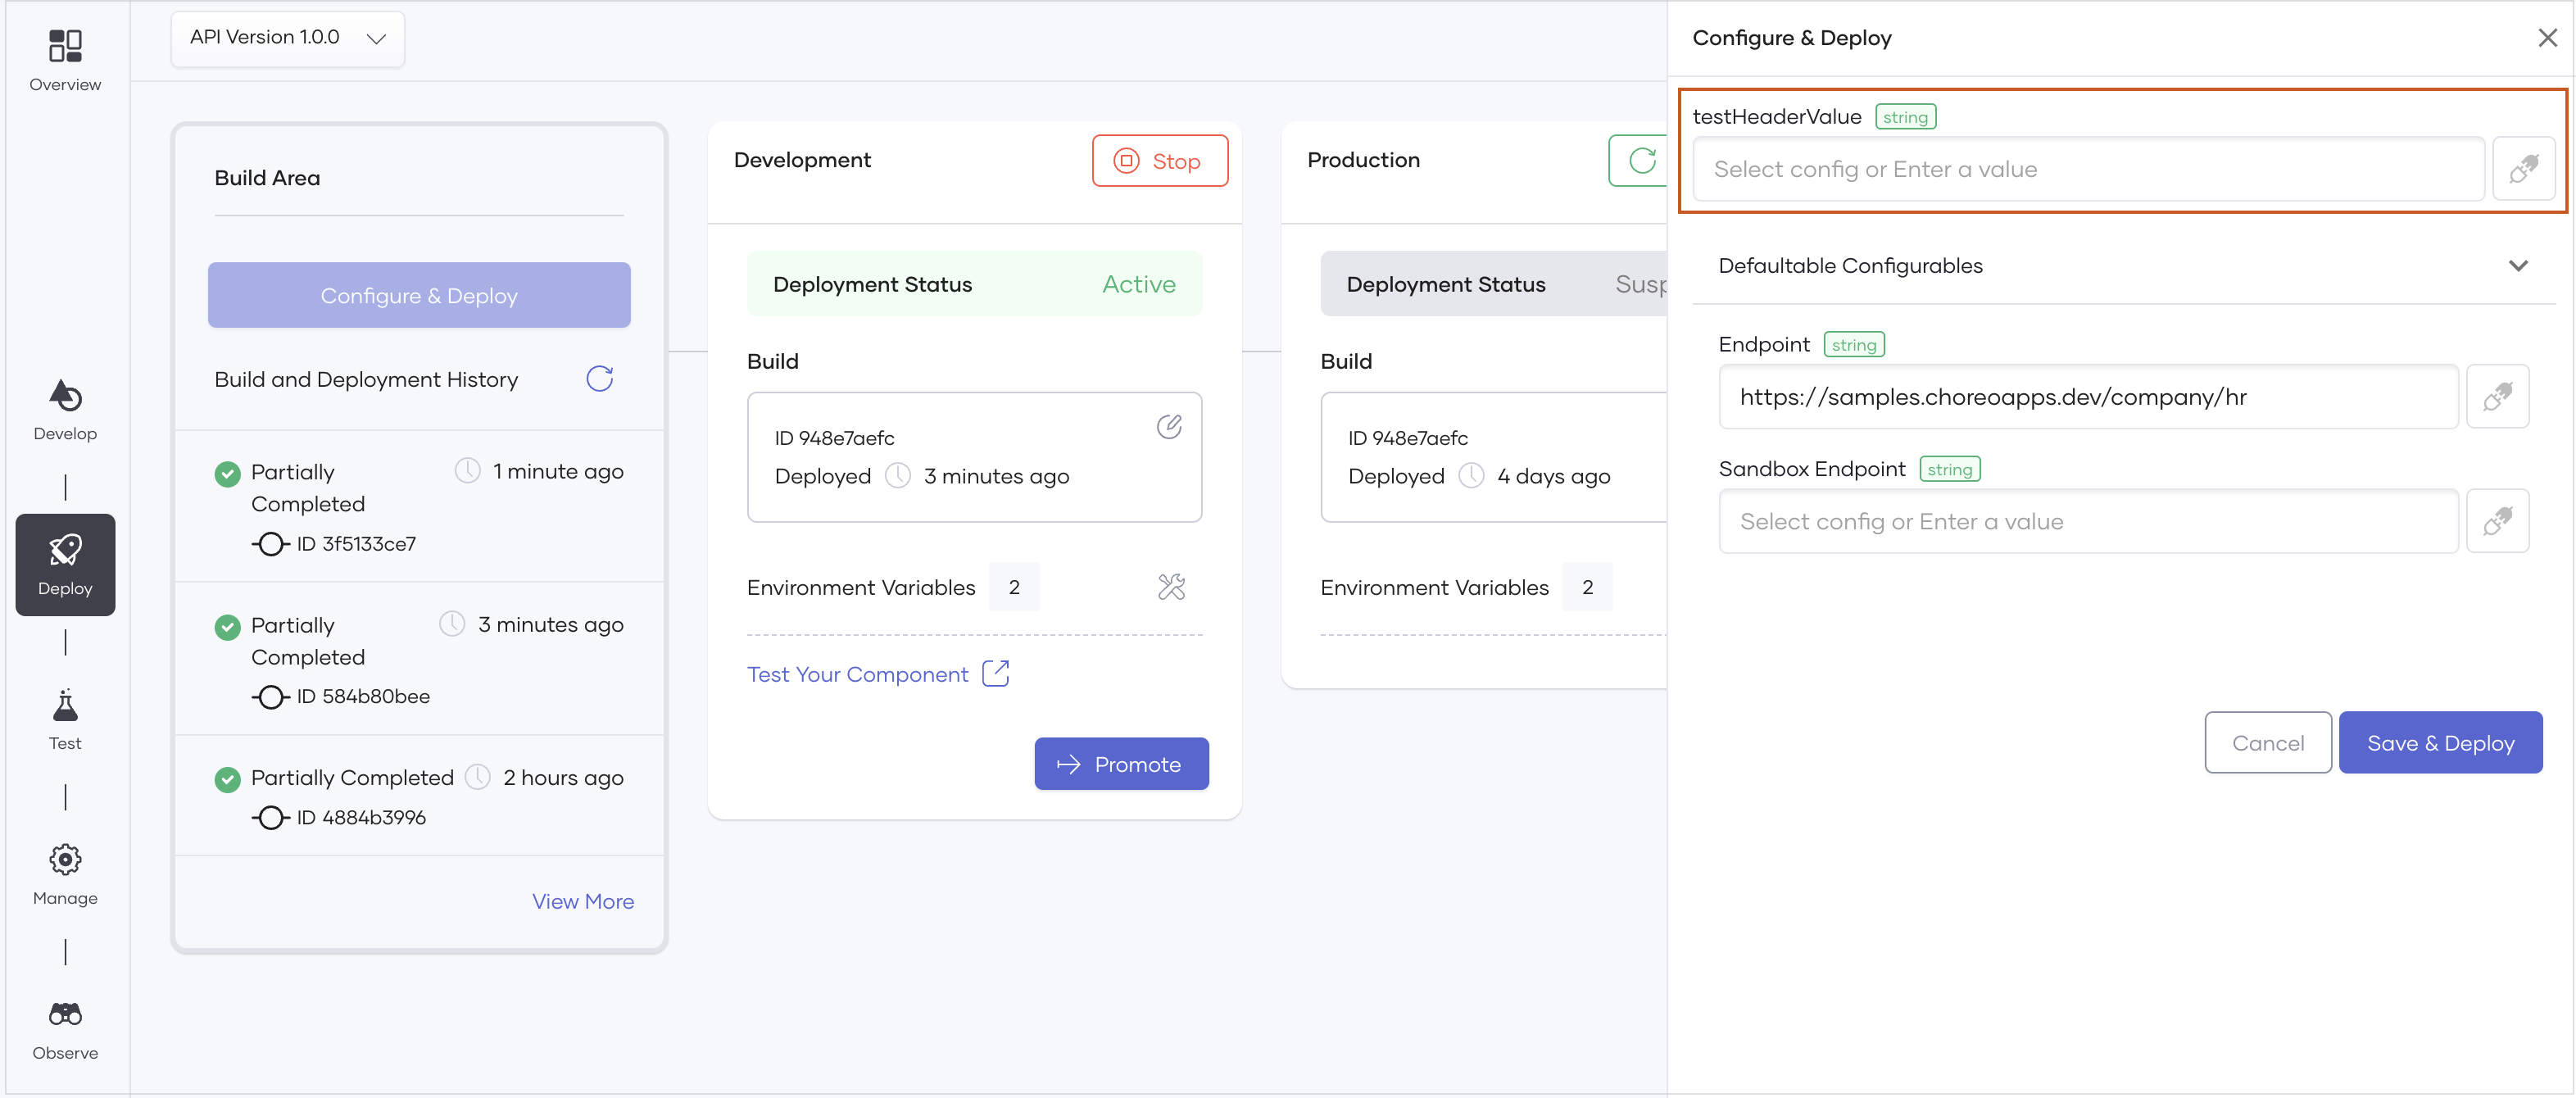 Overview
Develop
Deploy
Test
Manage
Observe
API Version 1.0.0
Build Area
Configure & Deploy
Build and Deployment History
Partially
Completed
1 minute ago
ID 3f5133ce7
Partially
Completed
3 minutes ago
ID 584b80bee
Partially Completed
2 hours ago
ID 4884b3996
View More
Development
Stop
Deployment Status
Active
Build
ID 948e7aefc
Deployed
3 minutes ago
Environment Variables
2
Test Your Component
Promote
Production
Deployment Status
Susp
Build
ID 948e7aefc
Deployed
4 days ago
Environment Variables
2
Configure & Deploy
testHeaderValue
string
Select config or Enter a value
Defaultable Configurables
Endpoint
string
https://samples.choreoapps.dev/company/hr
Sandbox Endpoint
string
Select config or Enter a value
Cancel
Save & Deploy